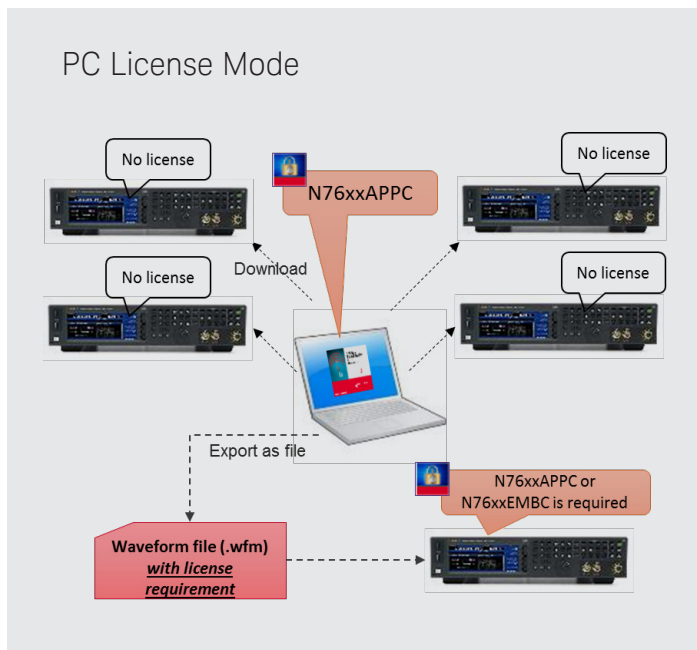 PC License Mode
No license
No license
N76xxAPPC
Download
No license
No license
Export as file
N76xxAPPC or
N76xxEMBC is required
Waveform file (.wfm)
with license
requirement